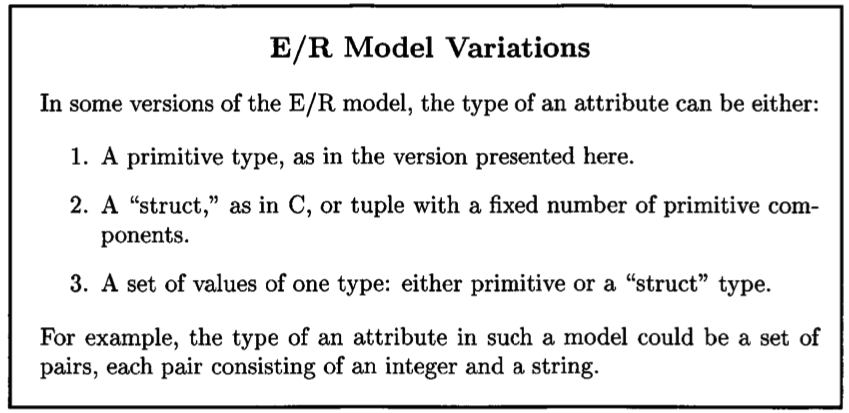 E/R Model Variations
In some versions of the E/R model, the type of an attribute can be either:
1. A primitive type, as in the version presented here.
2. A “struct,” as in C, or tuple with a fixed number of primitive com-
ponents.
3. A set of values of one type: either primitive or a “struct” type.
For example, the type of an attribute in such a model could be a set of
pairs, each pair consisting of an integer and a string.